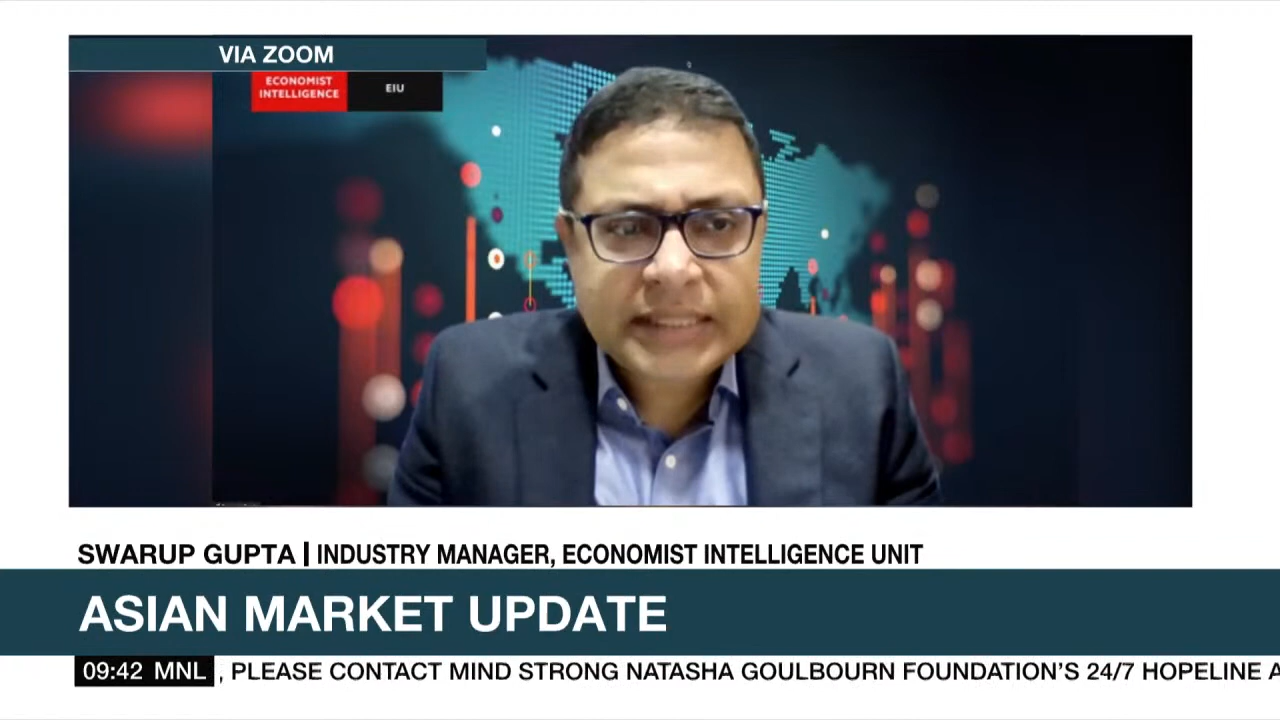 VIA ZOOM
ECONOMIST
INTELLIGENCE
EIU
SWARUP GUPTA | INDUSTRY MANAGER, ECONOMIST INTELLIGENCE UNIT
ASIAN MARKET UPDATE
09:42 MNL , PLEASE CONTACT MIND STRONG NATASHA GOULBOURN FOUNDATION'S 24/7 HOPELINE A